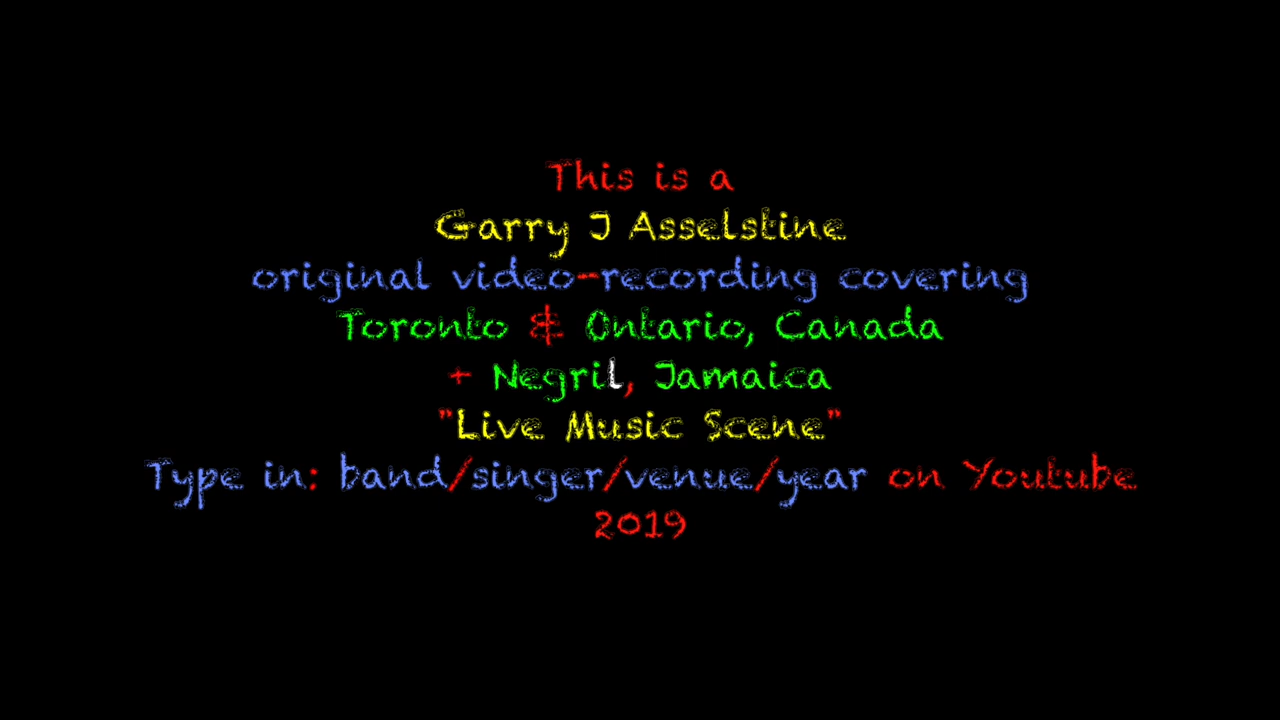 This is a
Garry J Asselstine
original video-recording covering
Toronto & Ontario, Canada
+ Negril, Jamaica
"Live Music Scene"
Type in: band/singer/venue/year on Youtube
2019